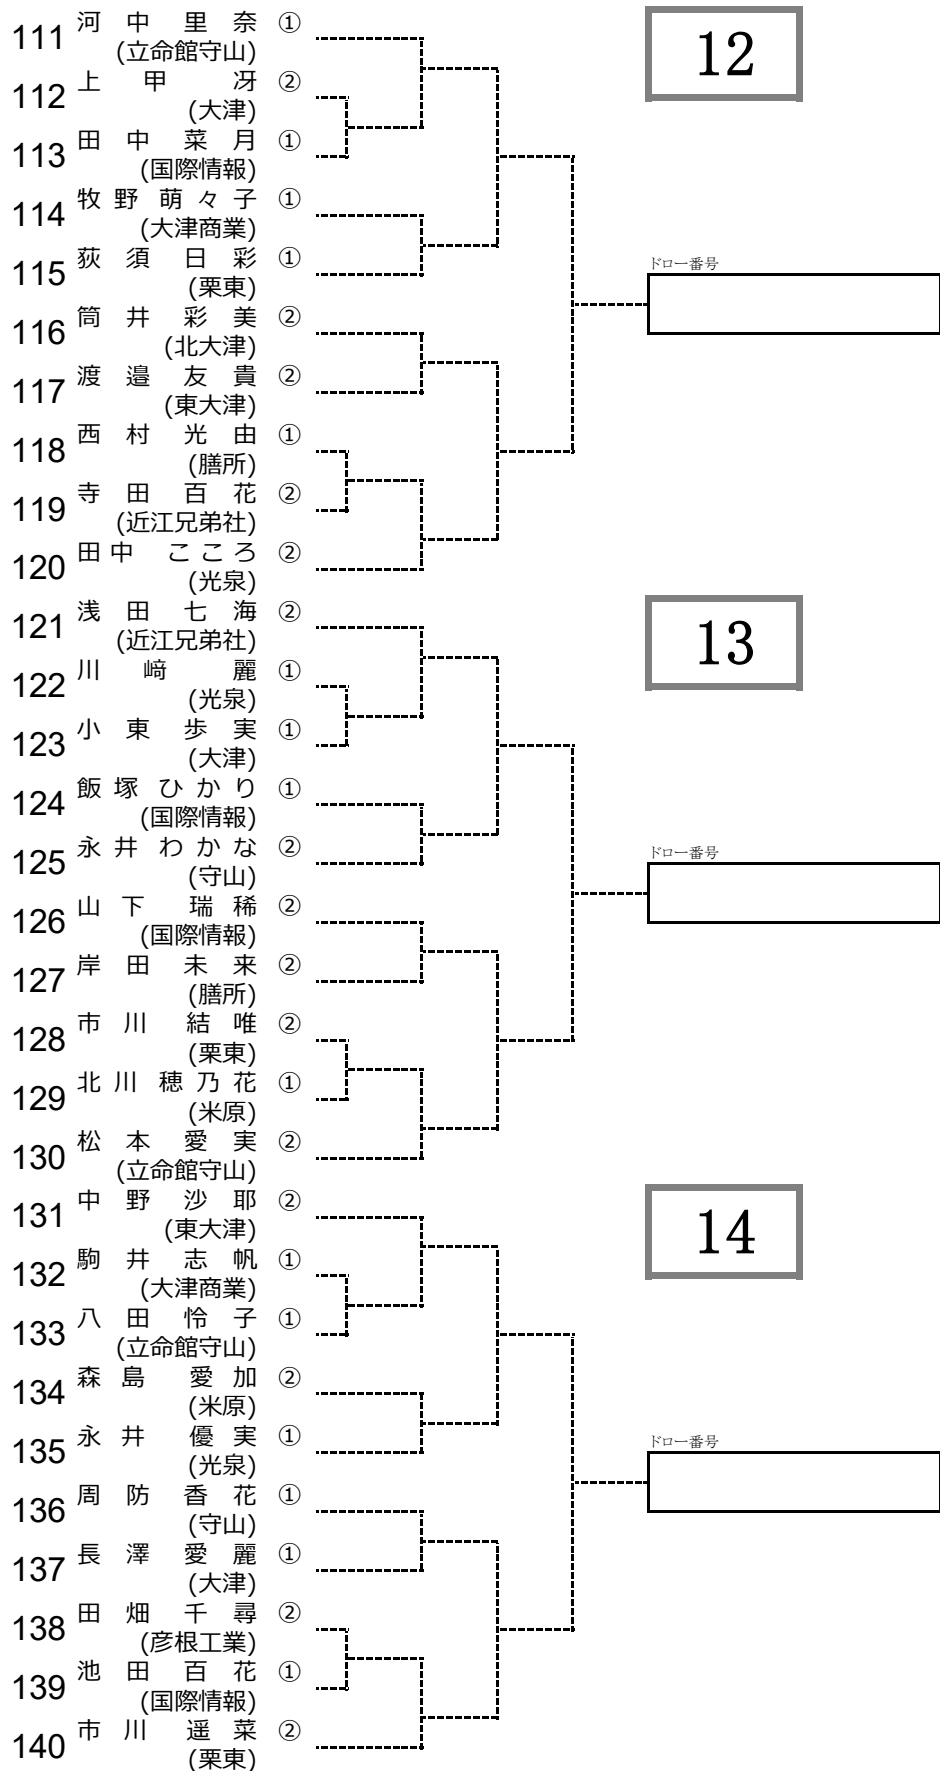 111 河中里奈 ①
(立命館守山)
112 上甲冴 ②
(大津)
113 田中菜月 ①
(国際情報)
114 牧野萌々子 ①
(大津商業)
115 荻須日彩 ①
(栗東)
116 筒井彩美 ②
(北大津)
117 渡邉友貴 ②
(東大津)
118 西村光由 ①
(膳所)
119 寺田百花 ②
(近江兄弟社)
120 田中こころ ②
(光泉)
12
ドロー番号
121 浅田七海 ②
(近江兄弟社)
122 川﨑麗 ①
(光泉)
123 小東歩実 ①
(大津)
124 飯塚ひかり ①
(国際情報)
125 永井わかな ②
(守山)
126 山下瑞稀 ②
(国際情報)
127 岸田未来 ②
(膳所)
128 市川結唯 ②
(栗東)
129 北川穂乃花 ①
(米原)
130 松本愛実 ②
(立命館守山)
13
ドロー番号
131 中野沙耶 ②
(東大津)
132 駒井志帆 ①
(大津商業)
133 八田怜子 ①
(立命館守山)
134 森島愛加 ②
(米原)
135 永井優実 ①
(光泉)
136 周防香花 ①
(守山)
137 長澤愛麗 ①
(大津)
138 田畑千尋 ②
(彦根工業)
139 池田百花 ①
(国際情報)
140 市川遥菜 ②
(栗東)
14
ドロー番号